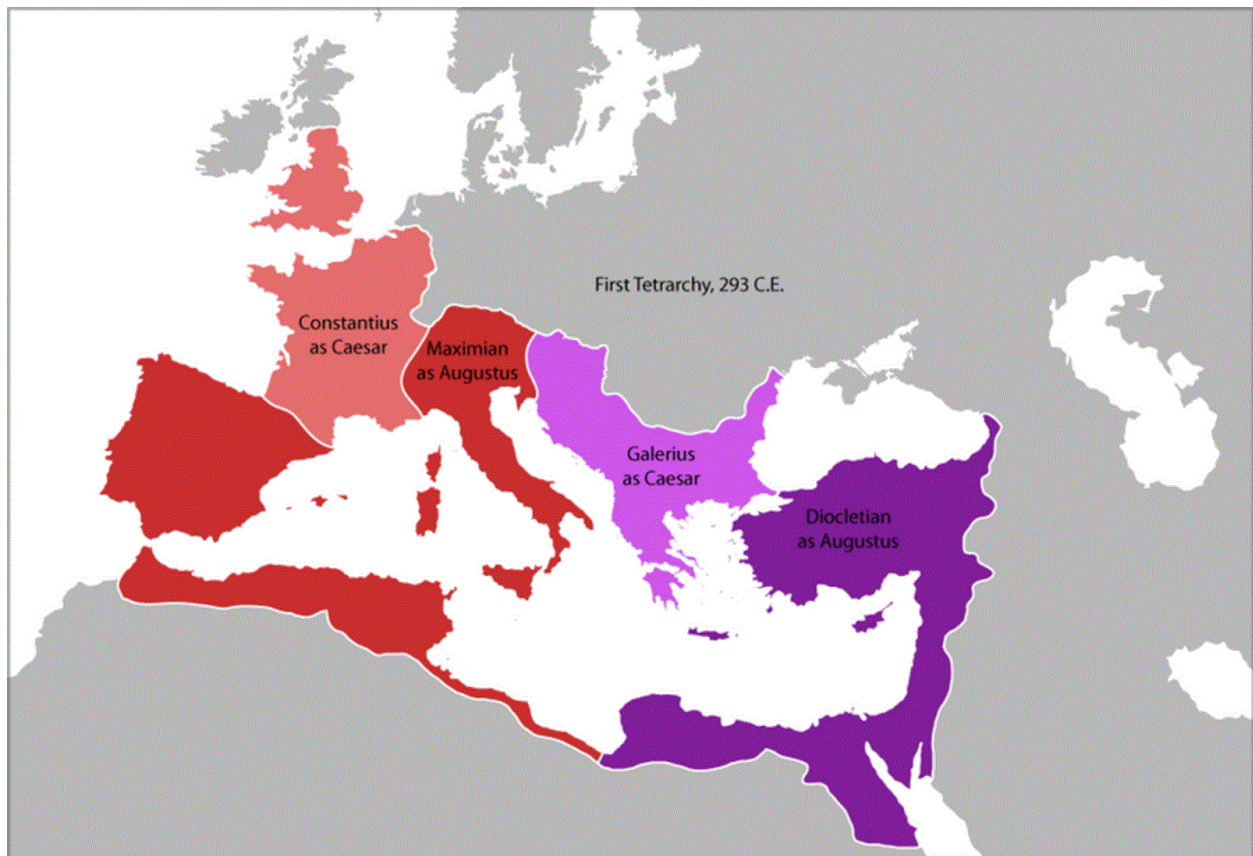 First Tetrarchy, 293 C.E.
Constantius
as Caesar
Maximian
as Augustus
Galerius
as Caesar
Diocletian
as Augustus